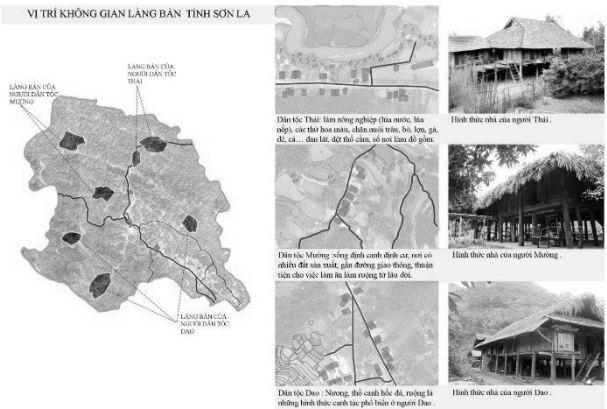 VỊ TRÍ KHÔNG GIAN LÀNG BẢN TỈNH SƠN LA
LÀNG BẢN CỦA
NGƯỜI DÂN TỘC
THÁI
LÀNG BẢN CỦA
NGƯỜI DÂN TỘC
MƯỜNG
LÀNG BẢN CỦA
NGƯỜI DÂN TỘC
DAO
Dân tộc Thái: làm nông nghiệp (lúa nước, lúa
nếp), các thứ hoa màu, chăn nuôi trâu, bò, lợn, gà,
dê, cá... đan lát, dệt thổ cẩm, số nơi làm đồ gốm.
Hình thức nhà của người Thái .
Dân tộc Mường :sống định canh định cư, nơi có
nhiều đất sản xuất, gần đường giao thông, thuận
tiện cho việc làm ăn làm ruộng từ lâu đời.
Hình thức nhà của người Mường .
Dân tộc Dao : Nương, thổ canh hốc đá, ruộng là
những hình thức canh tác phổ biến ở người Dao .
Hình thức nhà của người Dao .